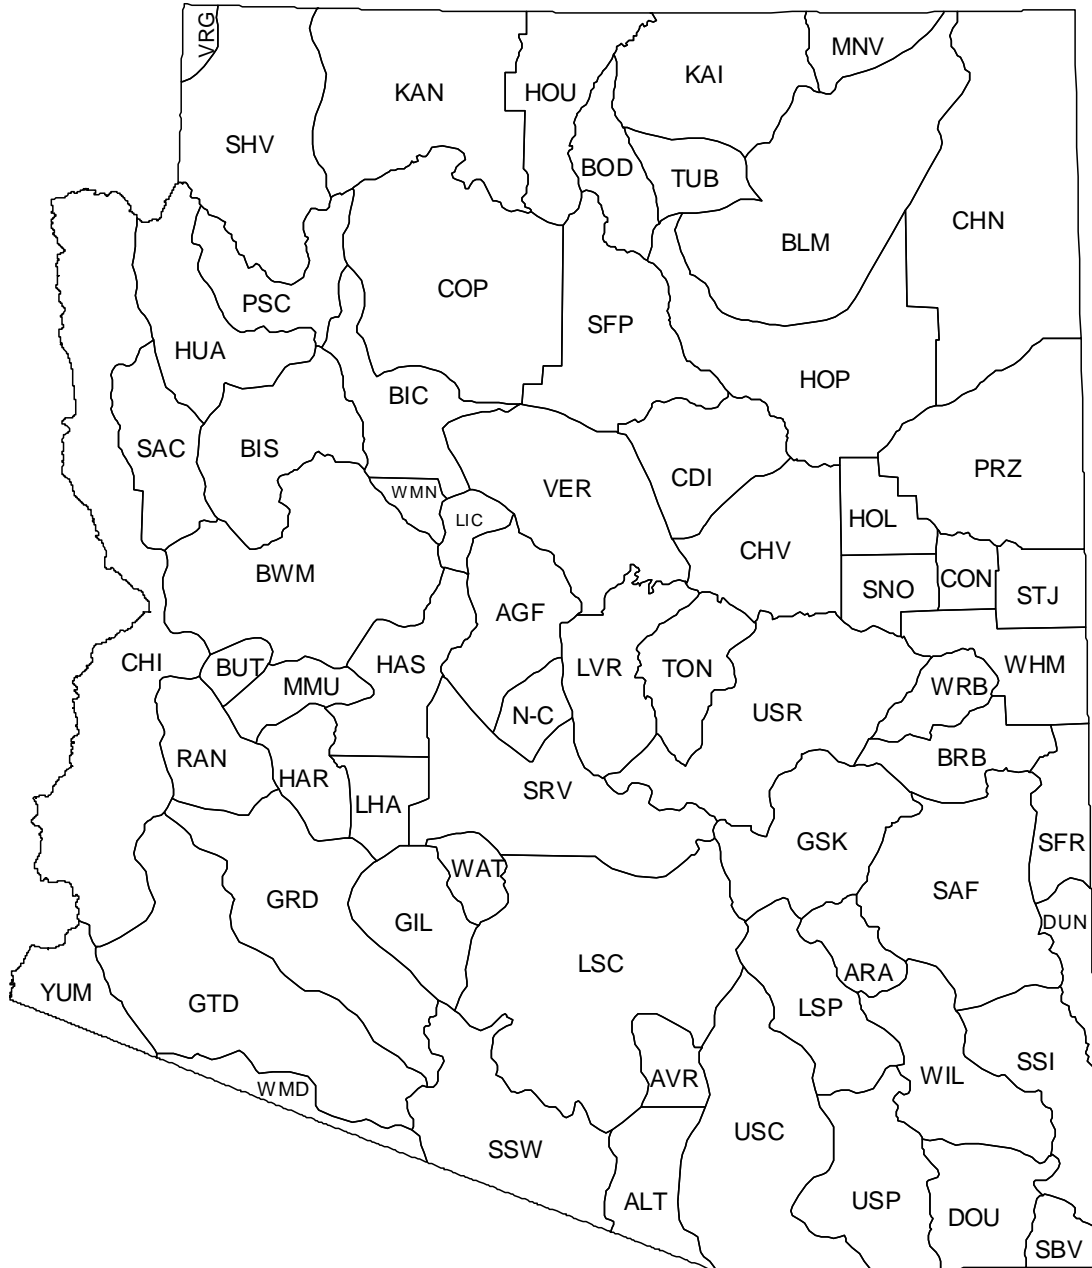 VRG
MNV
KAI
KAN
HOU
SHV
BOD
TUB
CHN
BLM
COP
PSC
SFP
HUA
HOP
BIC
SAC
BIS
PRZ
CDI
VER
WMN
LIC
HOL
CHV
BWM
CON
SNO
STJ
AGF
CHI
BUT
HAS
LVR
TON
WHM
MMU
WRB
N-C
USR
RAN
BRB
HAR
SRV
LHA
GSK
SFR
WAT
SAF
GRD
GIL
DUN
LSC
ARA
YUM
GTD
LSP
SSI
WIL
AVR
WMD
USC
SSW
ALT
USP
DOU
SBV